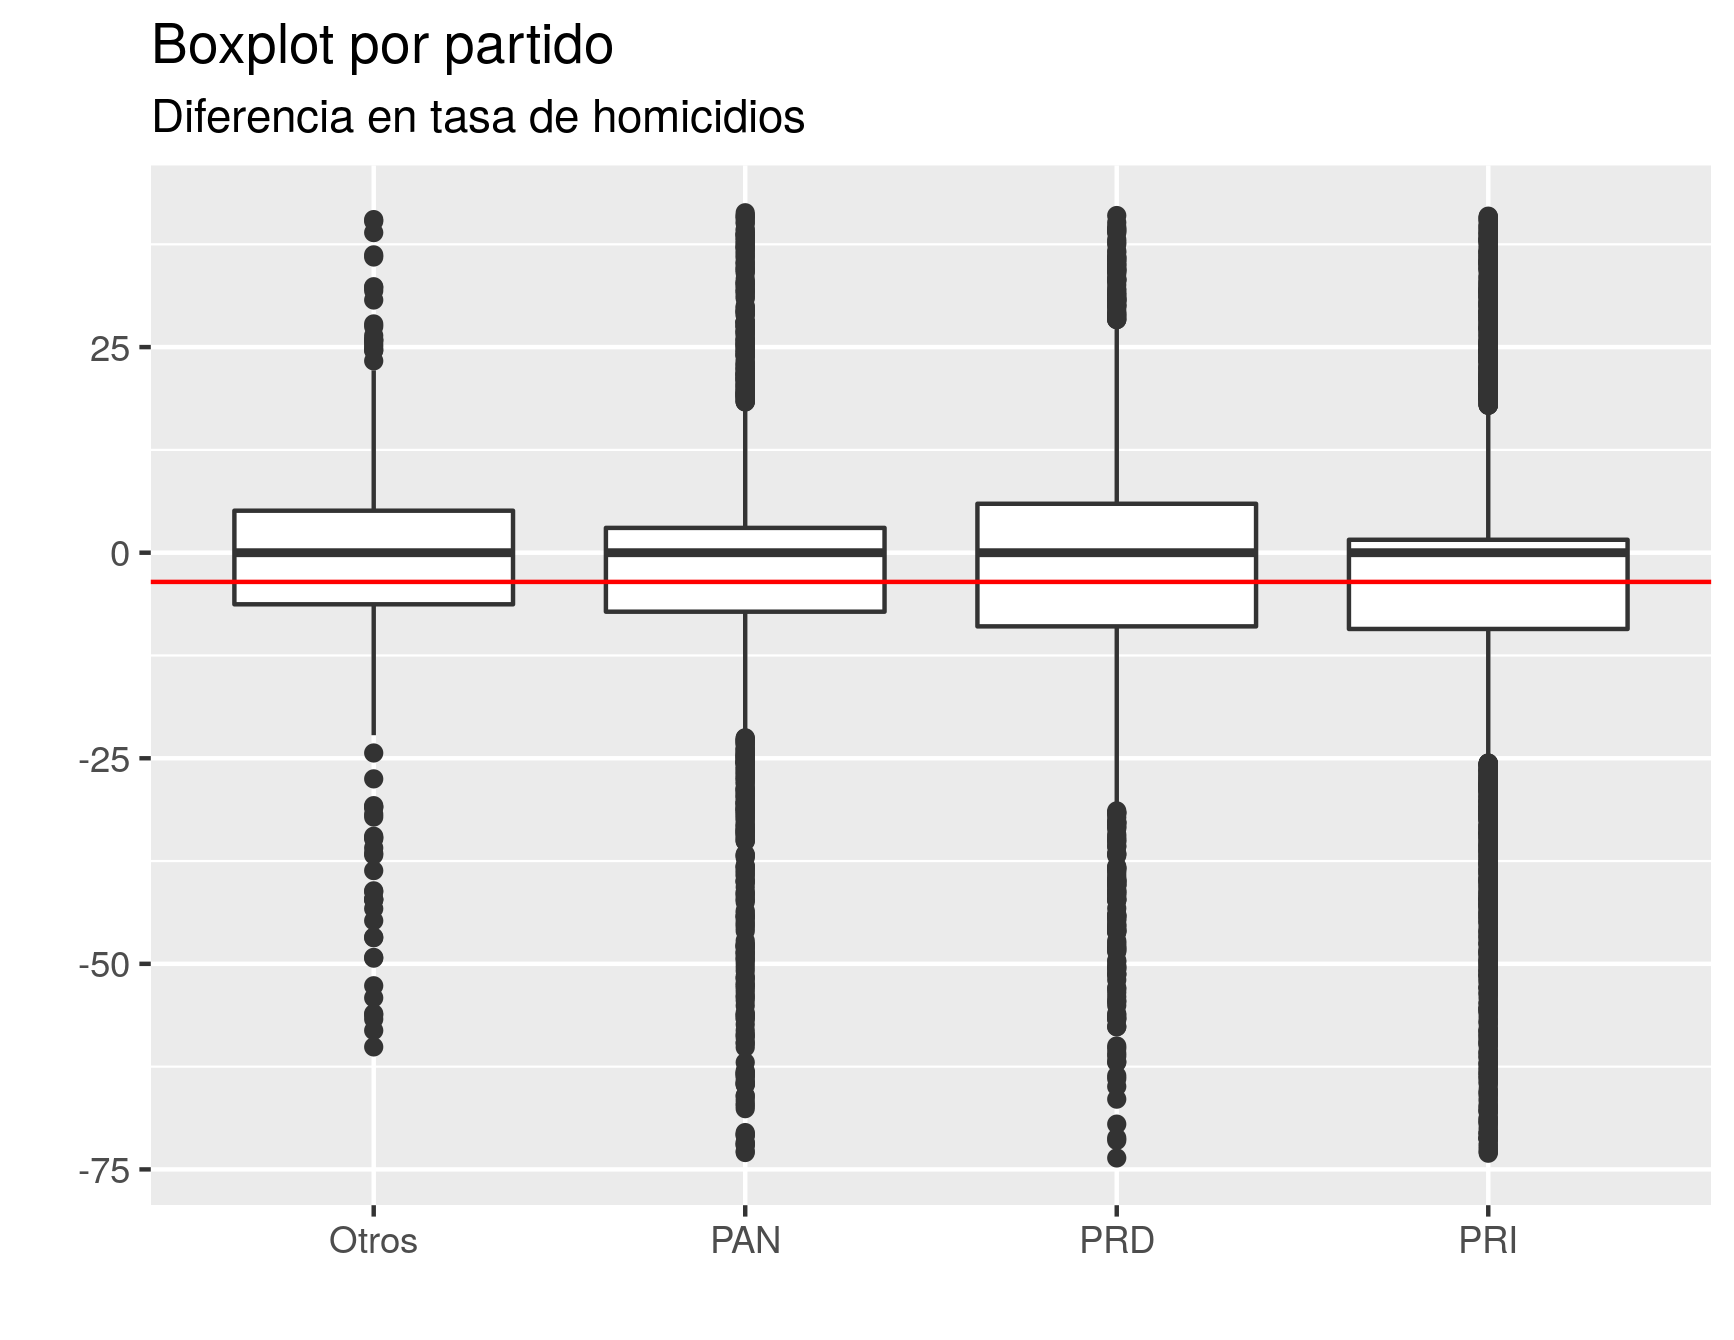 Boxplot por partido
Diferencia en tasa de homicidios
25
0
-25
-50
-75
Otros PAN PRD PRI